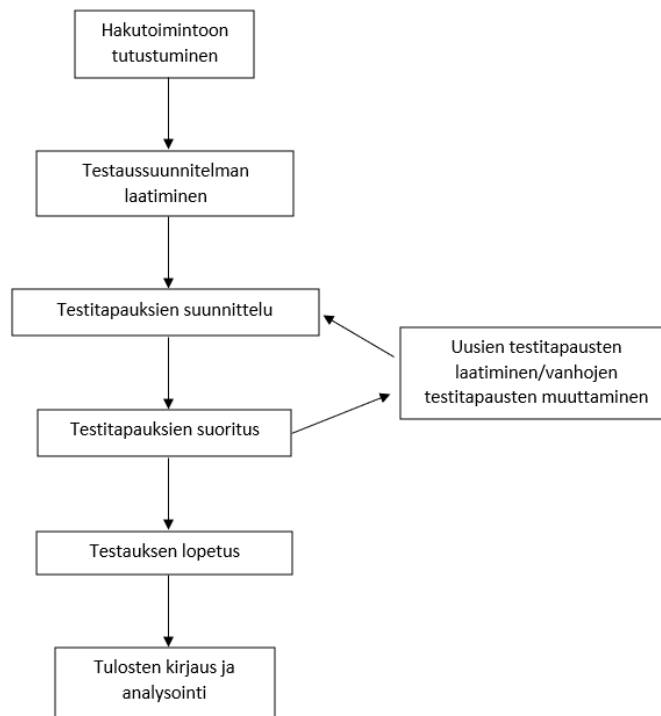 Hakutoimintoon
tutustuminen
Testaussuunnitelman
laatiminen
Testitapauksien suunnittelu
Uusien testitapausten
laatiminen/vanhojen
testitapausten muuttaminen
Testitapauksien suoritus
Testauksen lopetus
Tulosten kirjaus ja
analysointi